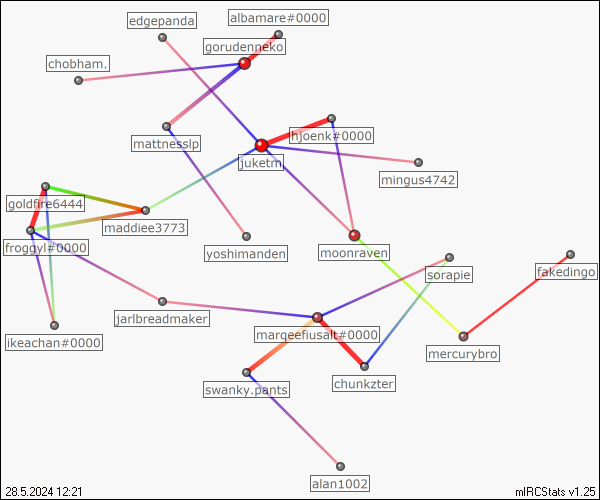 edgepanda
albamare#0000
gorudenneko
chobham.
hjoenk#0000
mattnesslp
juketm
mingus4742
goldfire6444
maddiee3773
froggyl#0000
yoshimanden
moonraven
sorapie
fakedingo
jarlbreadmaker
margeefiusalt#0000
ikeachan#0000
mercurybro
swanky.pants
chunkzter
alan1002
28.5.2024 12:21
mIRCStats v1.25